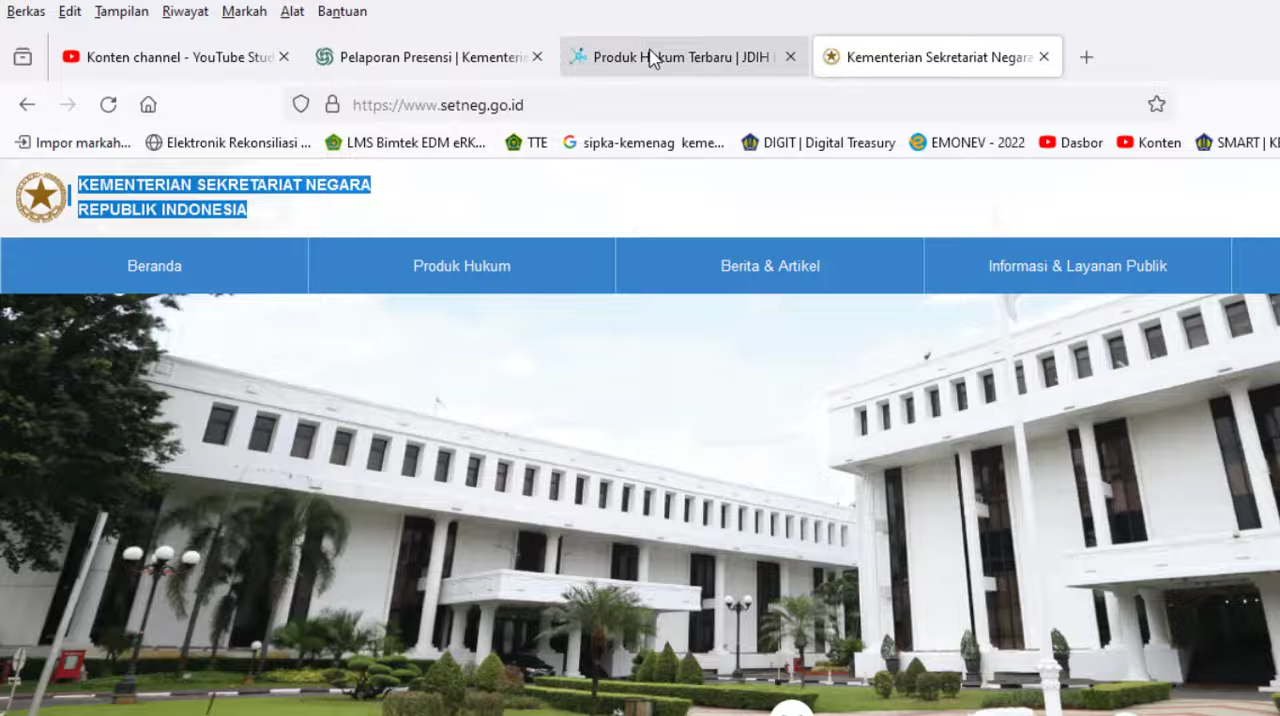 Berkas Edit Tampilan Riwayat Markah Alat Bantuan
Konten channel - YouTube Stud Pelaporan Presensi | Kementeri Produk Hukum Terbaru | JDIH Kementerian Sekretariat Negara
https://www.setneg.go.id
Impor markah... Elektronik Rekonsiliasi ... LMS Bimtek EDM eRK... TTE sipka-kemenag keme... DIGIT | Digital Treasury EMONEV - 2022 Dasbor Konten SMART | KE
KEMENTERIAN SEKRETARIAT NEGARA
REPUBLIK INDONESIA
Beranda Produk Hukum Berita & Artikel Informasi & Layanan Publik